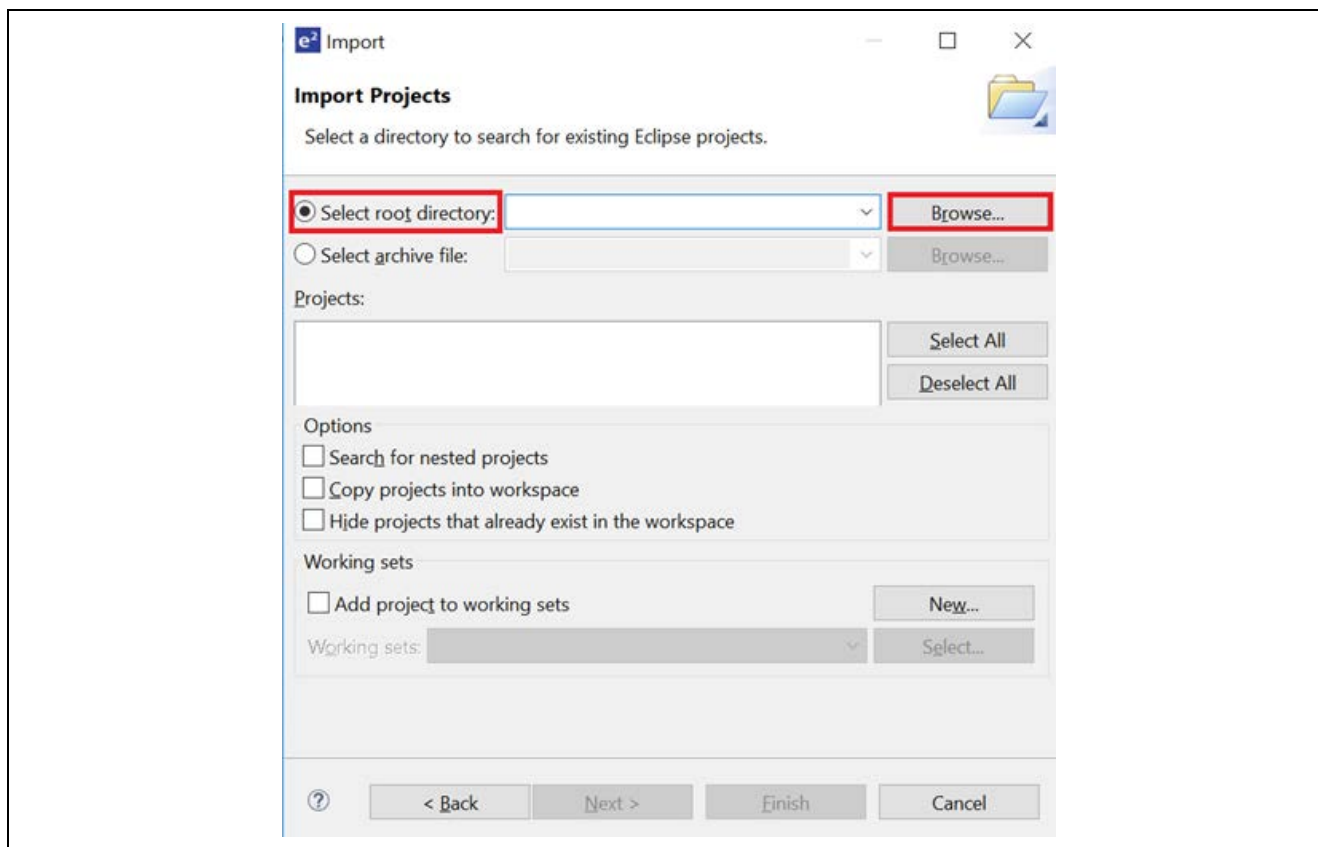 e² Import
Import Projects
Select a directory to search for existing Eclipse projects.
Select root directory: Browse...
Select archive file: Browse...
Projects:
Select All
Deselect All
Options
Search for nested projects
Copy projects into workspace
Hide projects that already exist in the workspace
Working sets
Add project to working sets New...
Working sets: Select...
? < Back Next > Finish Cancel